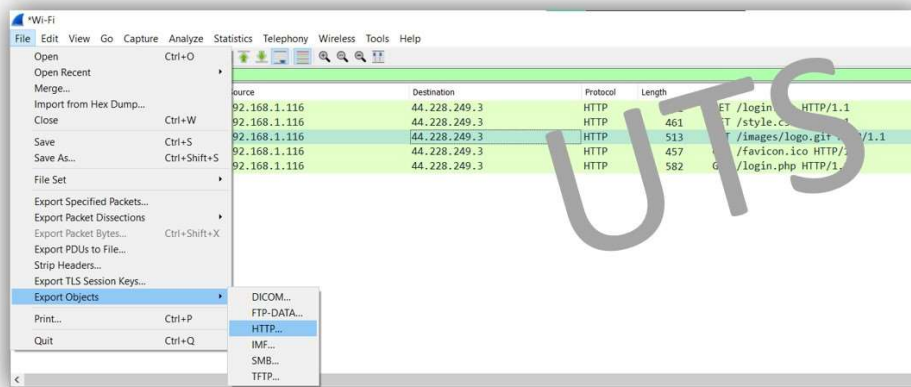 *Wi-Fi
File Edit View Go Capture Analyze Statistics Telephony Wireless Tools Help
Open Ctrl+O
Open Recent
Merge...
Import from Hex Dump...
Close Ctrl+W
Save Ctrl+S
Save As... Ctrl+Shift+S
File Set
Export Specified Packets...
Export Packet Dissections
Export Packet Bytes... Ctrl+Shift+X
Export PDUs to File...
Strip Headers...
Export TLS Session Keys...
Export Objects
Print... Ctrl+P
Quit Ctrl+Q
DICOM...
FTP-DATA...
HTTP...
IMF...
SMB...
TFTP...
Destination Protocol Length
92.168.1.116 44.228.249.3 HTTP /login HTTP/1.1
92.168.1.116 44.228.249.3 HTTP 461
92.168.1.116 44.228.249.3 HTTP 513 /images/logo.gif /1.1
92.168.1.116 44.228.249.3 HTTP 457 /favicon.ico
92.168.1.116 44.228.249.3 HTTP 582 /login.php
UTS